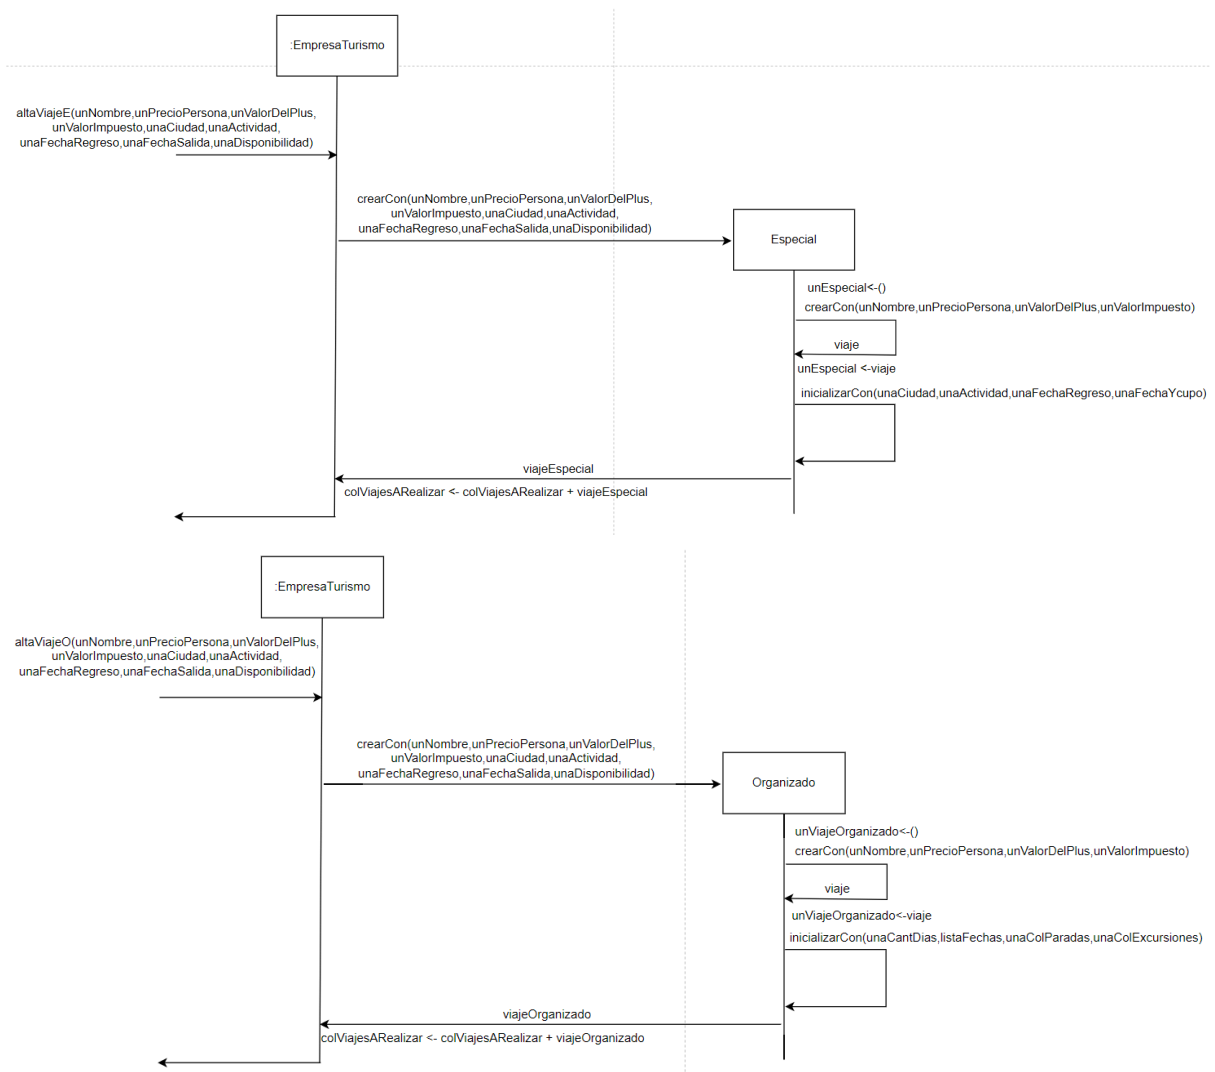 :EmpresaTurismo
altaViajeE(unNombre,unPrecioPersona,unValorDelPlus,
unValorImpuesto,unaCiudad,unaActividad,
unaFechaRegreso,unaFechaSalida,unaDisponibilidad)
crearCon(unNombre,unPrecioPersona,unValorDelPlus,
unValorImpuesto,unaCiudad,unaActividad,
unaFechaRegreso,unaFechaSalida,unaDisponibilidad)
Especial
unEspecial<-()
crearCon(unNombre,unPrecioPersona,unValorDelPlus,unValorImpuesto)
viaje
unEspecial <-viaje
inicializarCon(unaCiudad,unaActividad,unaFechaRegreso,unaFechaYcupo)
viajeEspecial
colViajesARealizar <- colViajesARealizar + viajeEspecial
:EmpresaTurismo
altaViajeO(unNombre,unPrecioPersona,unValorDelPlus,
unValorImpuesto,unaCiudad,unaActividad,
unaFechaRegreso,unaFechaSalida,unaDisponibilidad)
crearCon(unNombre,unPrecioPersona,unValorDelPlus,
unValorImpuesto,unaCiudad,unaActividad,
unaFechaRegreso,unaFechaSalida,unaDisponibilidad)
Organizado
unViajeOrganizado<-()
crearCon(unNombre,unPrecioPersona,unValorDelPlus,unValorImpuesto)
viaje
unViajeOrganizado<-viaje
inicializarCon(unaCantDias,listaFechas,unaColParadas,unaColExcursiones)
viajeOrganizado
colViajesARealizar <- colViajesARealizar + viajeOrganizado